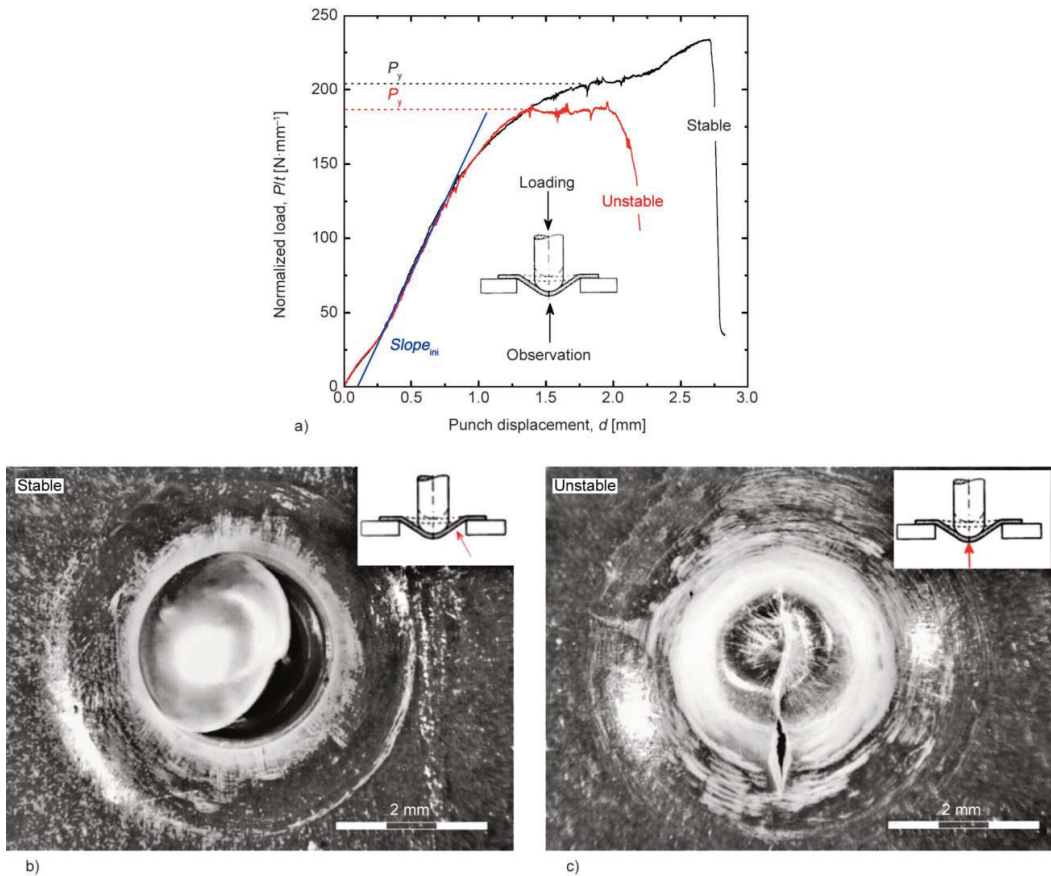 250
200
150
100
50
0
Normalized load, P/t [N·mm⁻¹]
P_y
P_y
Stable
Loading
Unstable
Slope_ini
Observation
0.0 0.5 1.0 1.5 2.0 2.5 3.0
a) Punch displacement, d [mm]
Stable
Unstable
2 mm
2 mm
b)
c)